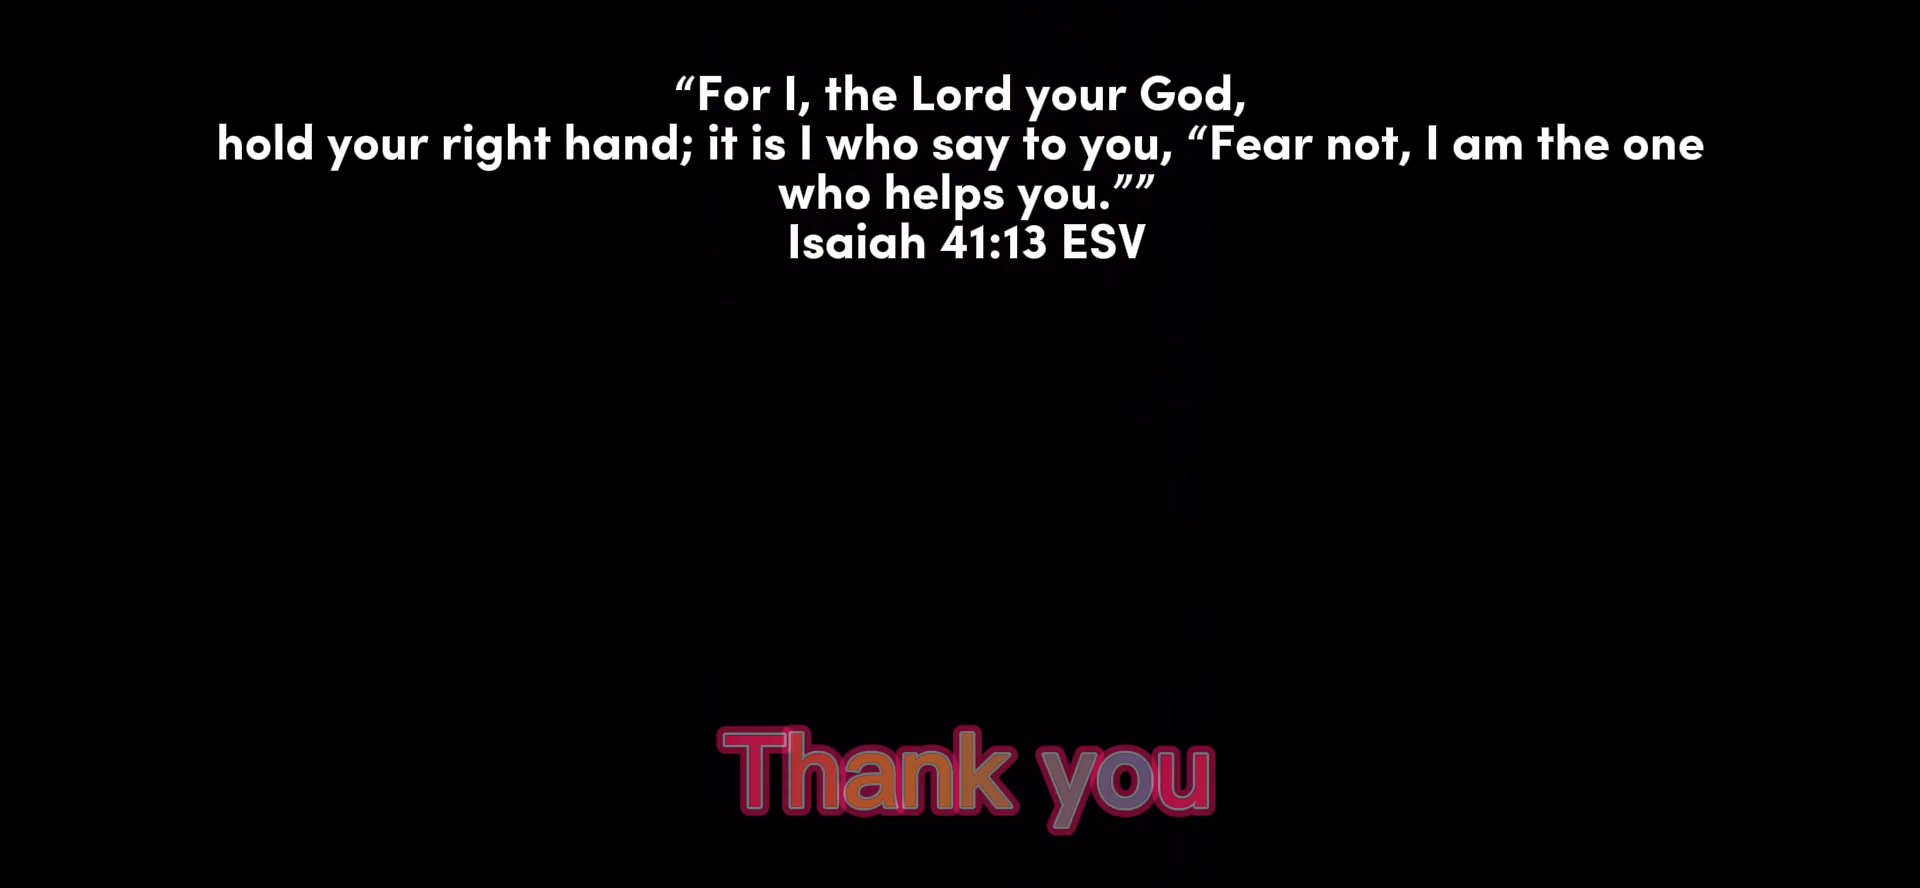 “For I, the Lord your God,
hold your right hand; it is I who say to you, “Fear not, I am the one
who helps you.””
Isaiah 41:13 ESV
Thank you